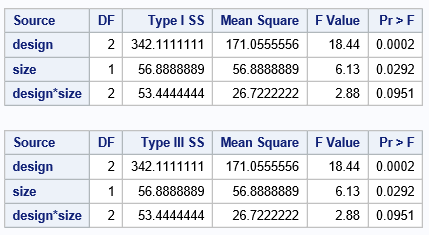 Source DF Type I SS Mean Square F Value Pr > F
design 2 342.1111111 171.0555556 18.44 0.0002
size 1 56.8888889 56.8888889 6.13 0.0292
design*size 2 53.4444444 26.7222222 2.88 0.0951
Source DF Type III SS Mean Square F Value Pr > F
design 2 342.1111111 171.0555556 18.44 0.0002
size 1 56.8888889 56.8888889 6.13 0.0292
design*size 2 53.4444444 26.7222222 2.88 0.0951